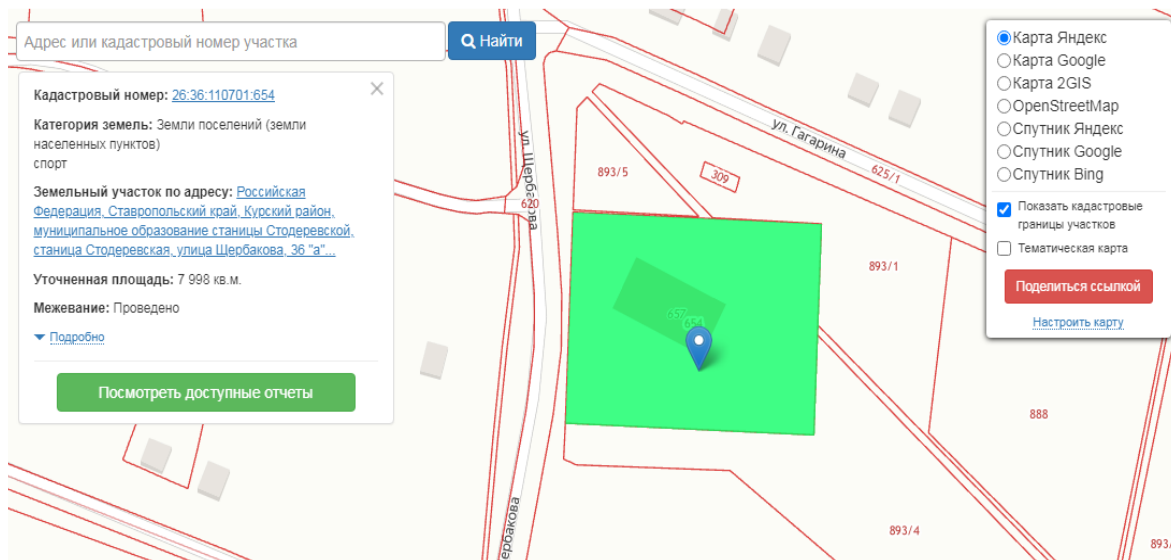 Адрес или кадастровый номер участка
Найти
Кадастровый номер: 26:36:110701:654
Категория земель: Земли поселений (земли
населенных пунктов)
спорт
Земельный участок по адресу: Российская
Федерация, Ставропольский край, Курский район,
муниципальное образование станицы Стодеревской,
станица Стодеревская, улица Щербакова, 36 "а"...
Уточненная площадь: 7 998 кв.м.
Межевание: Проведено
Подробно
Посмотреть доступные отчеты
ул. Щербакова
620
893/5
309
ул. Гагарина
625/1
893/1
657
654
888
893/4
893/
ербакова
Карта Яндекс
Карта Google
Карта 2GIS
OpenStreetMap
Спутник Яндекс
Спутник Google
Спутник Bing
Показать кадастровые
границы участков
Тематическая карта
Поделиться ссылкой
Настроить карту